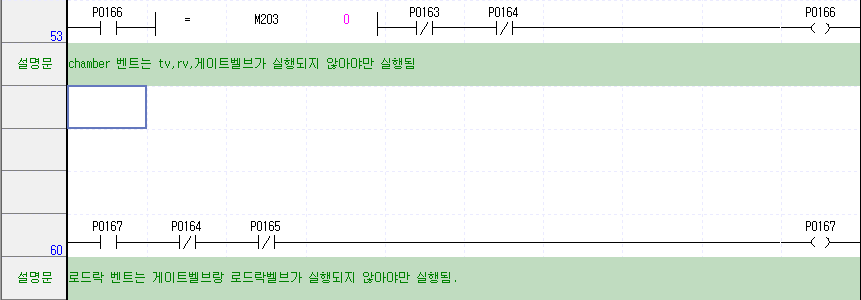 P0166 = M203 0 P0163 P0164 P0166
53
설명문 chamber 벤트는 tv,rv,게이트벨브가 실행되지 않아야만 실행됨
P0167 P0164 P0165 P0167
60
설명문 로드락 벤트는 게이트벨브랑 로드락벨브가 실행되지 않아야만 실행됨.